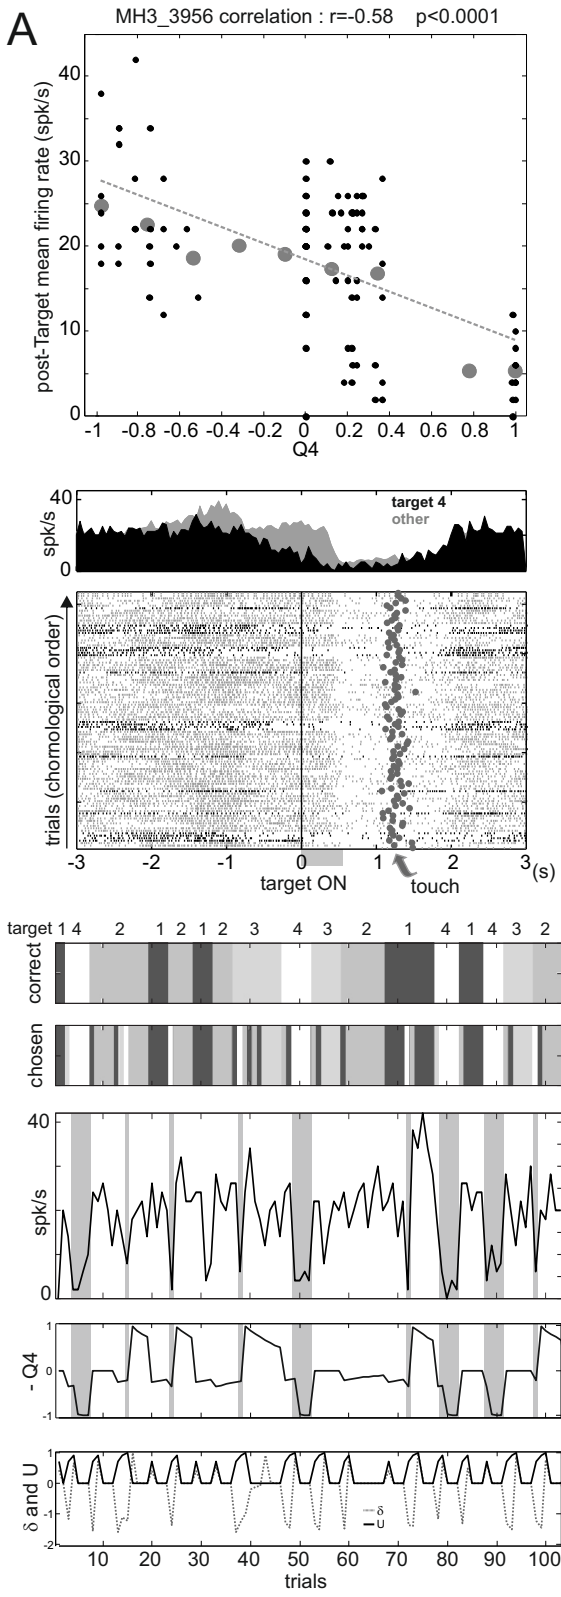 A
MH3_3956 correlation : r=-0.58 p<0.0001
post-Target mean firing rate (spk/s)
40
30
20
10
0
-1 -0.8 -0.6 -0.4 -0.2 0 0.2 0.4 0.6 0.8 1
Q4
spk/s
40
0
target 4
other
trials (chornological order)
-3 -2 -1 0 1 2 3 (s)
target ON
touch
target 1 4 2 1 2 1 2 3 4 3 2 1 4 1 4 3 2
correct
chosen
spk/s
40
20
0
- Q4
1
0
-1
δ and U
1
0
-1
-2
δ
U
10 20 30 40 50 60 70 80 90 100
trials